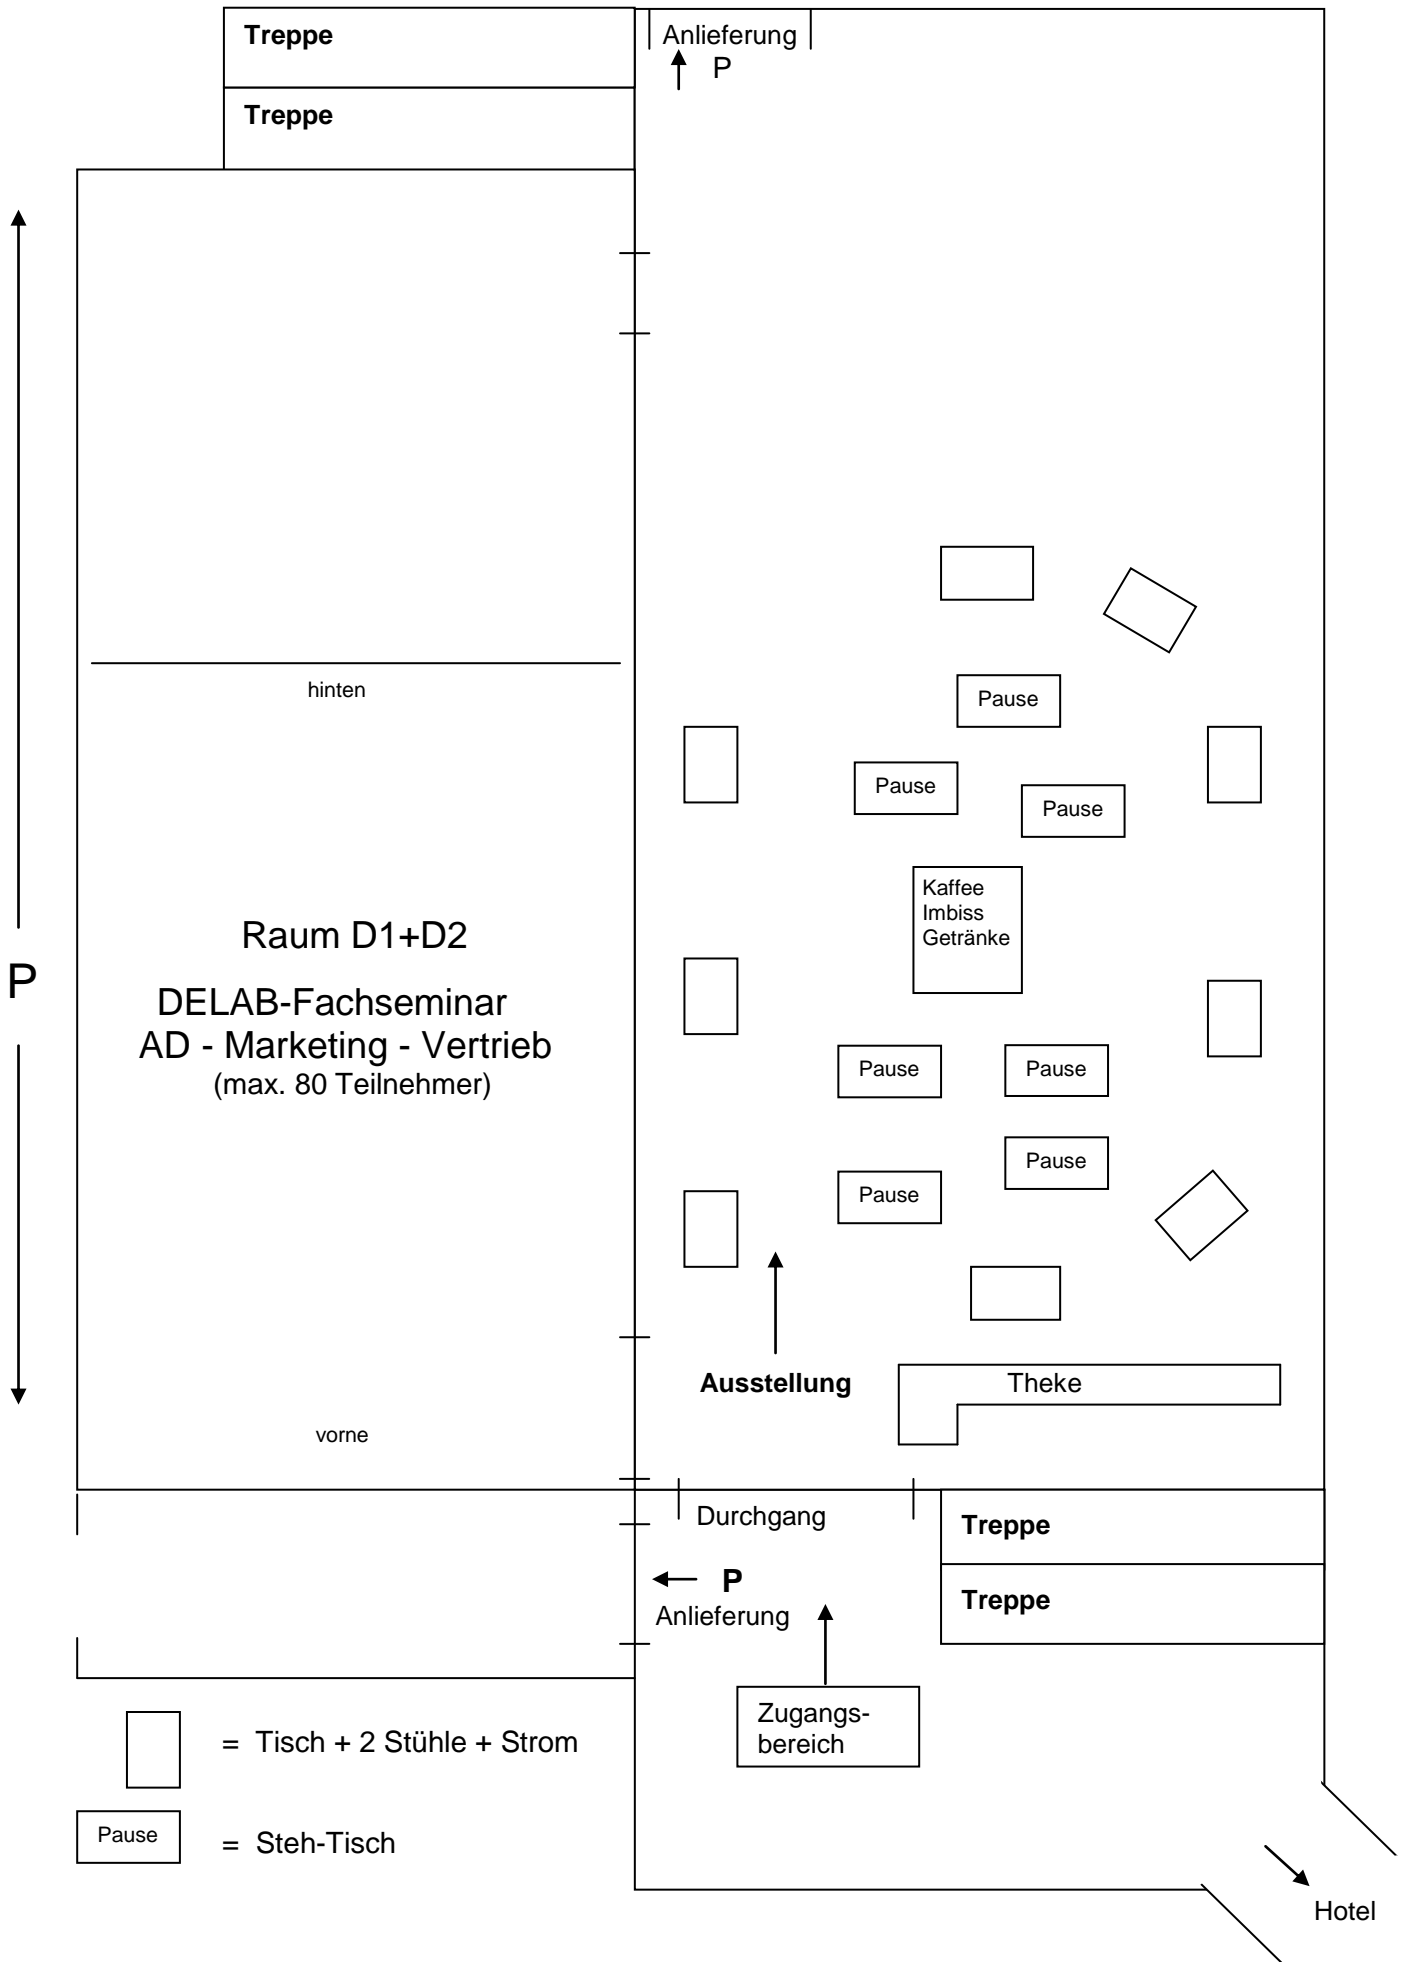 Treppe
Anlieferung
P
Treppe
hinten
Pause
Pause
Pause
Kaffee
Imbiss
Getränke
Raum D1+D2
P
DELAB-Fachseminar
AD - Marketing - Vertrieb
(max. 80 Teilnehmer)
Pause
Pause
Pause
Pause
Ausstellung
Theke
vorne
Durchgang
Treppe
P
Anlieferung
Treppe
Zugangs-
bereich
= Tisch + 2 Stühle + Strom
Pause
= Steh-Tisch
Hotel